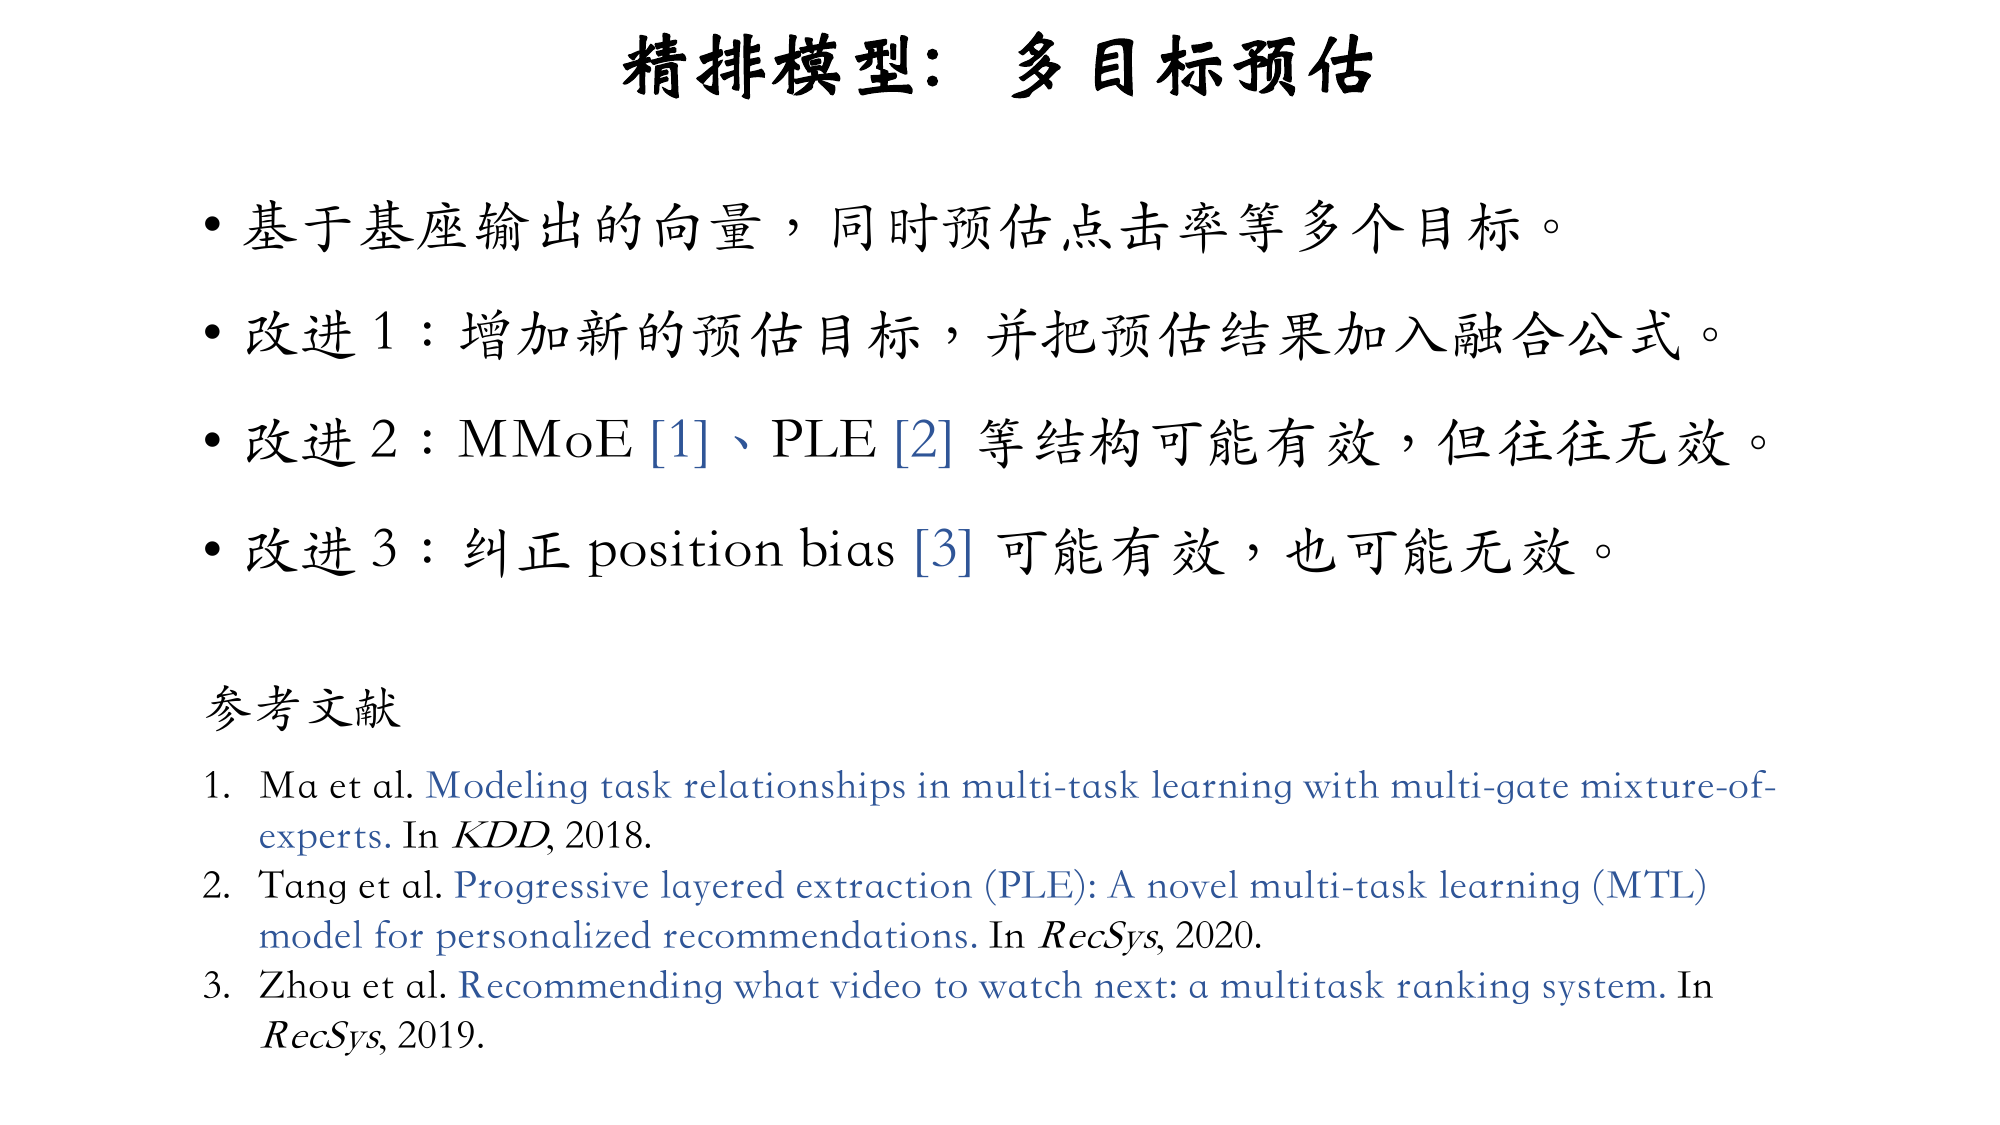 精排模型: 多目标预估
• 基于基座输出的向量，同时预估点击率等多个目标。
• 改进 1：增加新的预估目标，并把预估结果加入融合公式。
• 改进 2：MMoE [1]、PLE [2] 等结构可能有效，但往往无效。
• 改进 3：纠正 position bias [3] 可能有效，也可能无效。
参考文献
1. Ma et al. Modeling task relationships in multi-task learning with multi-gate mixture-of-
experts. In KDD, 2018.
2. Tang et al. Progressive layered extraction (PLE): A novel multi-task learning (MTL)
model for personalized recommendations. In RecSys, 2020.
3. Zhou et al. Recommending what video to watch next: a multitask ranking system. In
RecSys, 2019.